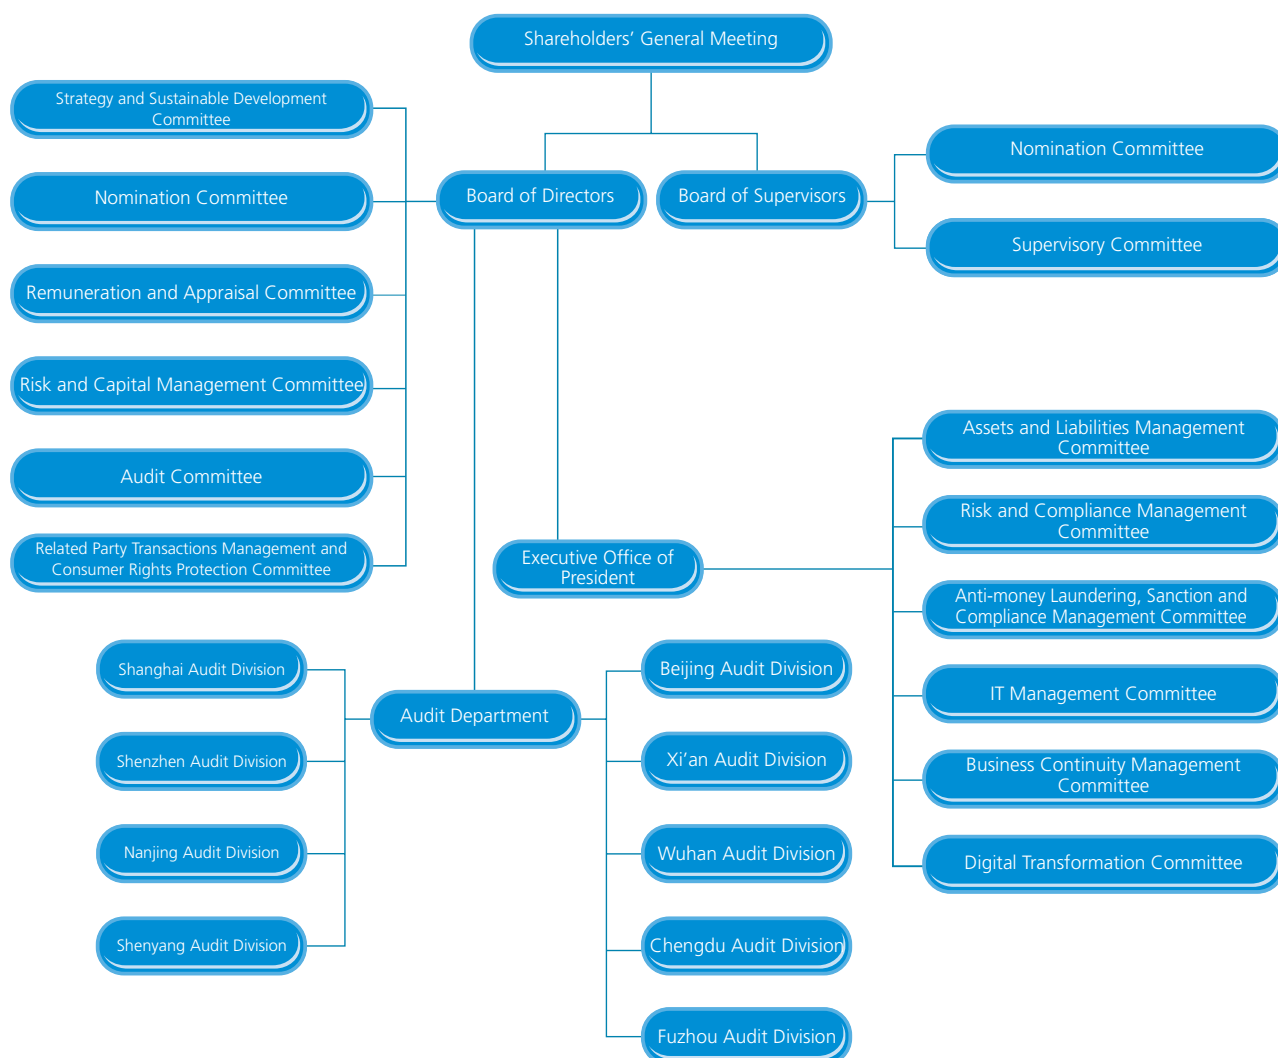 Shareholders’ General Meeting
Strategy and Sustainable Development
Committee
Nomination Committee
Remuneration and Appraisal Committee
Risk and Capital Management Committee
Audit Committee
Related Party Transactions Management and
Consumer Rights Protection Committee
Board of Directors
Board of Supervisors
Nomination Committee
Supervisory Committee
Executive Office of
President
Assets and Liabilities Management
Committee
Risk and Compliance Management
Committee
Anti-money Laundering, Sanction and
Compliance Management Committee
IT Management Committee
Business Continuity Management
Committee
Digital Transformation Committee
Audit Department
Shanghai Audit Division
Shenzhen Audit Division
Nanjing Audit Division
Shenyang Audit Division
Beijing Audit Division
Xi’an Audit Division
Wuhan Audit Division
Chengdu Audit Division
Fuzhou Audit Division